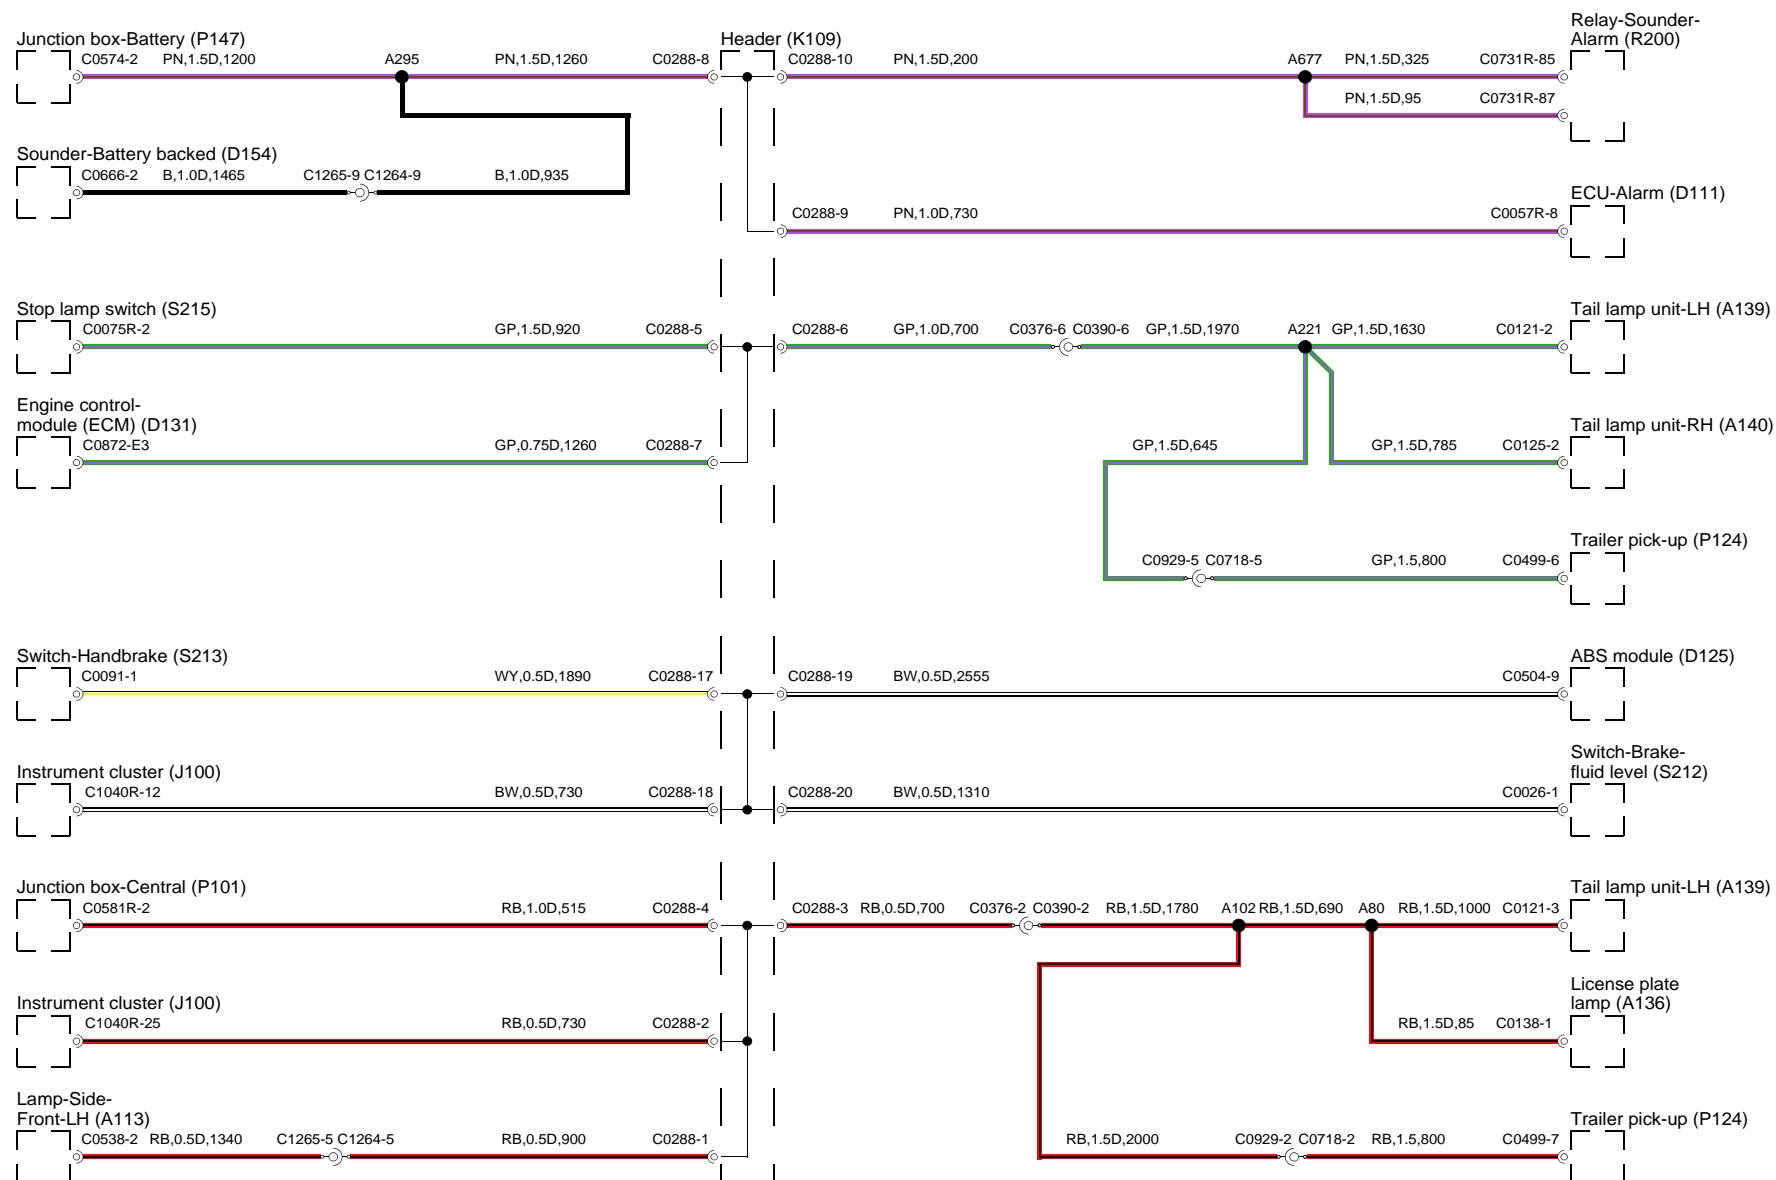 Relay-Sounder-
Junction box-Battery (P147)
Header (K109)
Alarm (R200)
C0574-2 PN,1.5D,1200 A295 PN,1.5D,1260 C0288-8
C0288-10 PN,1.5D,200 A677 PN,1.5D,325 C0731R-85
PN,1.5D,95 C0731R-87
Sounder-Battery backed (D154)
C0666-2 B,1.0D,1465 C1265-9 C1264-9 B,1.0D,935
ECU-Alarm (D111)
C0288-9 PN,1.0D,730 C0057R-8
Stop lamp switch (S215)
Tail lamp unit-LH (A139)
C0075R-2 GP,1.5D,920 C0288-5
C0288-6 GP,1.0D,700 C0376-6 C0390-6 GP,1.5D,1970 A221 GP,1.5D,1630 C0121-2
Engine control-
module (ECM) (D131)
Tail lamp unit-RH (A140)
C0872-E3 GP,0.75D,1260 C0288-7
GP,1.5D,645 GP,1.5D,785 C0125-2
Trailer pick-up (P124)
C0929-5 C0718-5 GP,1.5,800 C0499-6
Switch-Handbrake (S213)
ABS module (D125)
C0091-1 WY,0.5D,1890 C0288-17
C0288-19 BW,0.5D,2555 C0504-9
Switch-Brake-
Instrument cluster (J100)
fluid level (S212)
C1040R-12 BW,0.5D,730 C0288-18
C0288-20 BW,0.5D,1310 C0026-1
Junction box-Central (P101)
Tail lamp unit-LH (A139)
C0581R-2 RB,1.0D,515 C0288-4
C0288-3 RB,0.5D,700 C0376-2 C0390-2 RB,1.5D,1780 A102 RB,1.5D,690 A80 RB,1.5D,1000 C0121-3
License plate
Instrument cluster (J100)
lamp (A136)
C1040R-25 RB,0.5D,730 C0288-2
RB,1.5D,85 C0138-1
Lamp-Side-
Front-LH (A113)
Trailer pick-up (P124)
C0538-2 RB,0.5D,1340 C1265-5 C1264-5 RB,0.5D,900 C0288-1
RB,1.5D,2000 C0929-2 C0718-2 RB,1.5,800 C0499-7